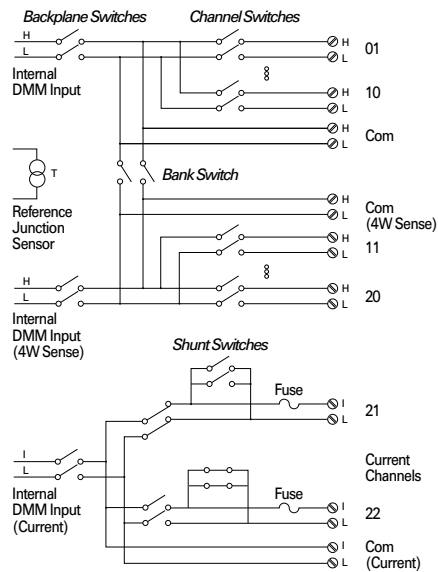 Backplane Switches
Channel Switches
H
L
Internal
DMM Input
H
L
01
H
L
10
H
L
Com
T
Reference
Junction
Sensor
Bank Switch
H
L
Com
(4W Sense)
H
L
11
H
L
Internal
DMM Input
(4W Sense)
H
L
20
Shunt Switches
Fuse
I
L
21
I
L
Internal
DMM Input
(Current)
Current
Channels
Fuse
I
L
22
I
L
Com
(Current)